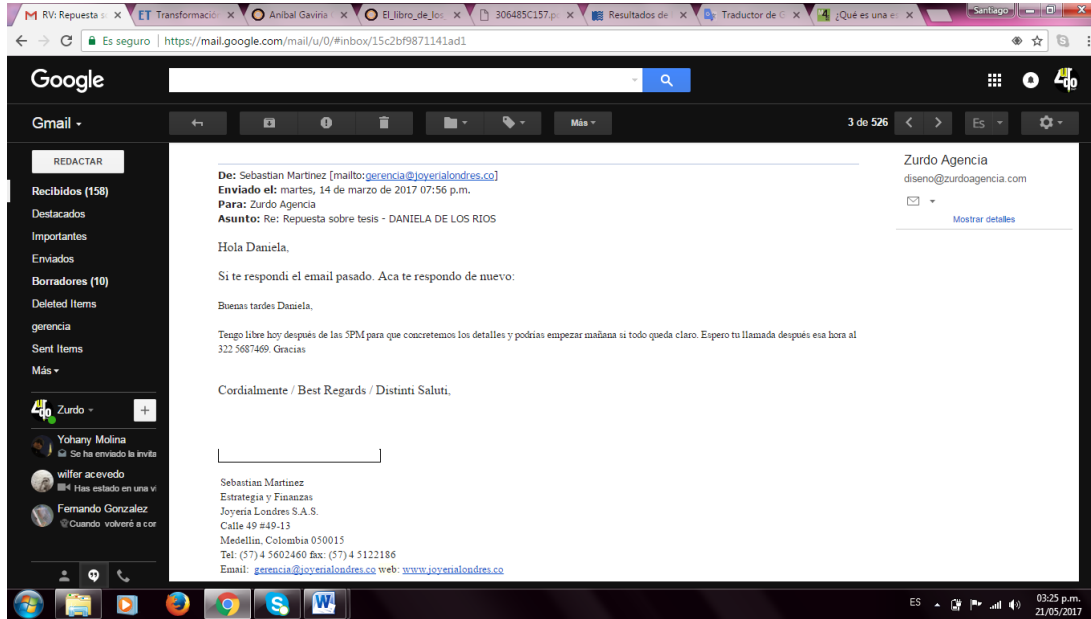 RV: Repuesta s
ET Transformación
Aníbal Gaviria
El_libro_de_los_
306485C157.pd
Resultados de
Traductor de G
¿Qué es una es
Santiago
Es seguro | https://mail.google.com/mail/u/0/#inbox/15c2bf9871141ad1
Google
Gmail
Más
3 de 526
Es
REDACTAR
Recibidos (158)
Destacados
Importantes
Enviados
Borradores (10)
Deleted Items
gerencia
Sent Items
Más
Zurdo
Yohany Molina
Se ha enviado la invita
wilfer acevedo
Has estado en una vi
Fernando Gonzalez
Cuando volveré a cor
De: Sebastian Martinez [mailto:gerencia@joyerialondres.co]
Enviado el: martes, 14 de marzo de 2017 07:56 p.m.
Para: Zurdo Agencia
Asunto: Re: Repuesta sobre tesis - DANIELA DE LOS RIOS
Hola Daniela,
Si te respondi el email pasado. Aca te respondo de nuevo:
Buenas tardes Daniela,
Tengo libre hoy después de las 5PM para que concretemos los detalles y podrías empezar mañana si todo queda claro. Espero tu llamada después esa hora al
322 5687469. Gracias
Cordialmente / Best Regards / Distinti Saluti,
Sebastian Martinez
Estrategia y Finanzas
Joyería Londres S.A.S.
Calle 49 #49-13
Medellín, Colombia 050015
Tel: (57) 4 5602460 fax: (57) 4 5122186
Email: gerencia@joyerialondres.co web: www.joyerialondres.co
Zurdo Agencia
diseno@zurdoagencia.com
Mostrar detalles
ES
03:25 p.m.
21/05/2017